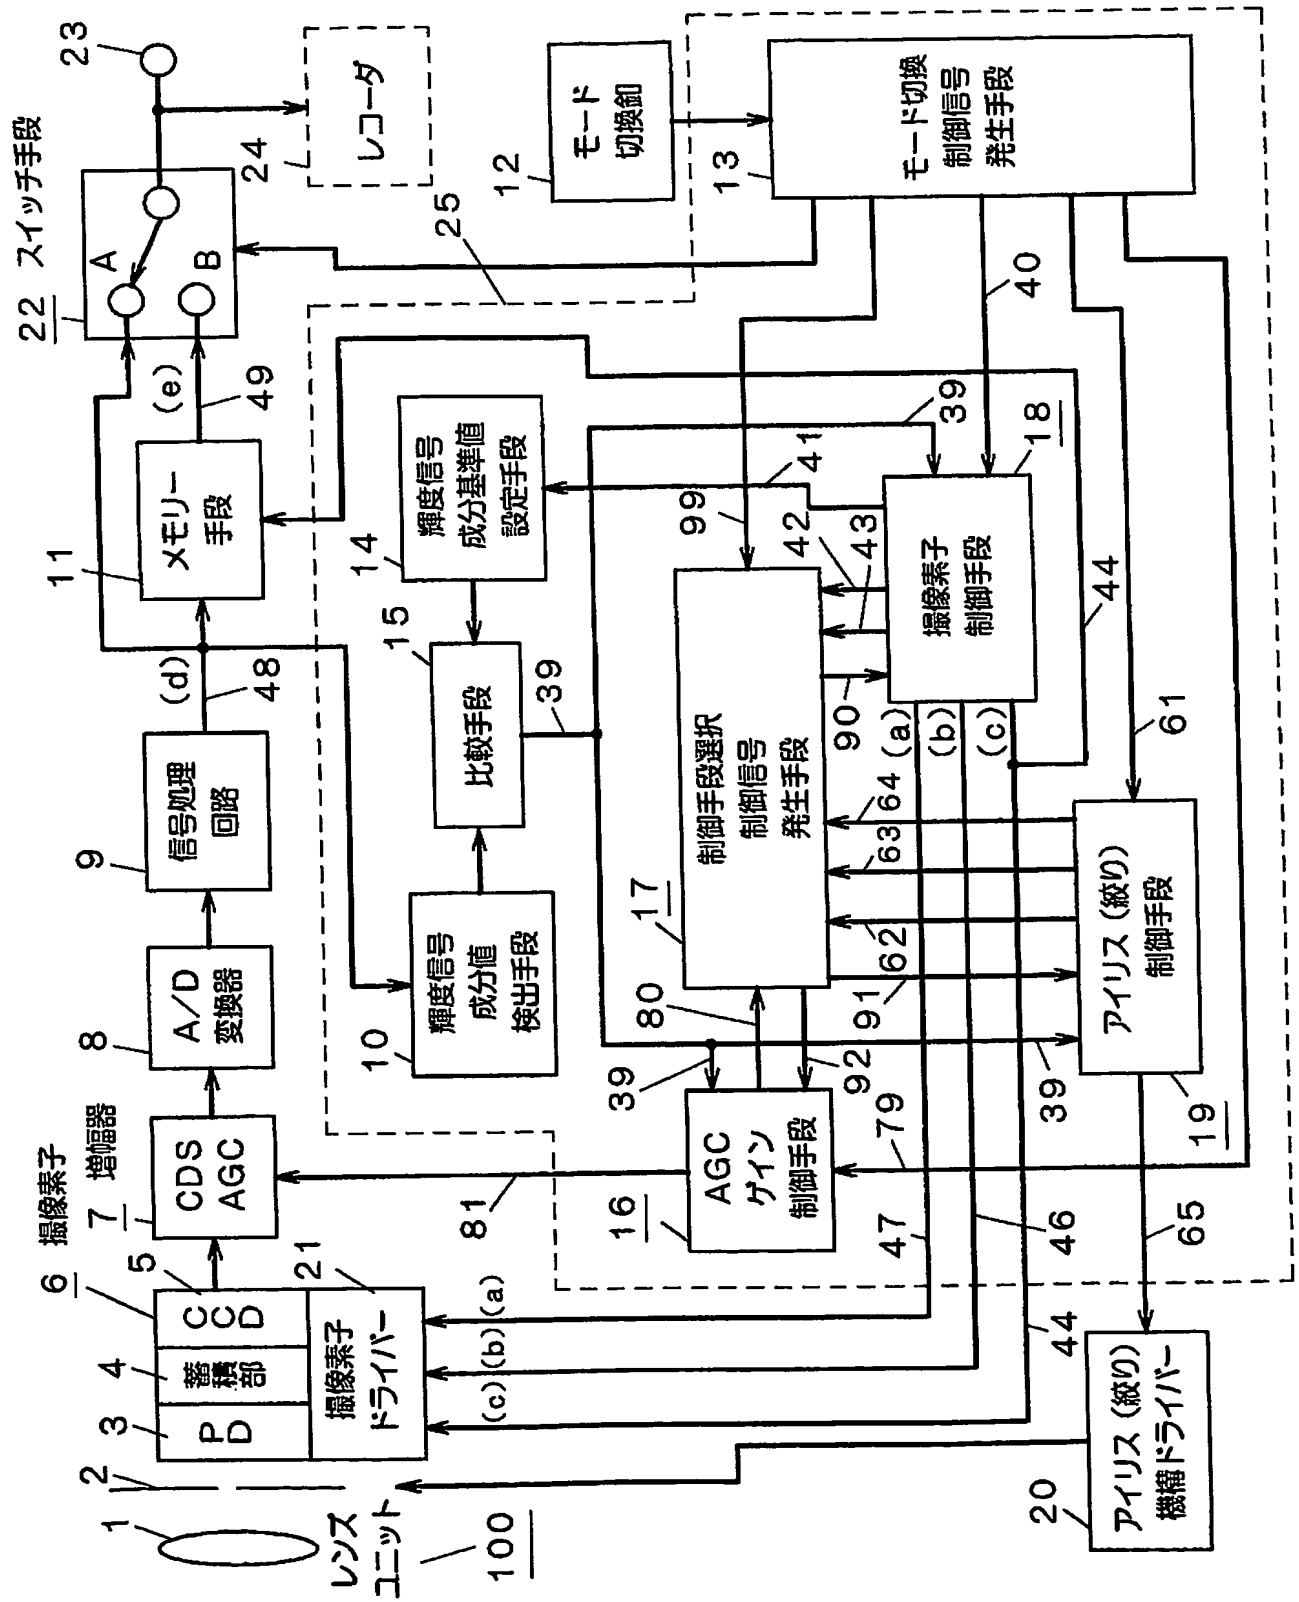 レンズ
ユニット
100
1
2
3
PD
4
蓄積部
5
CCD
6
撮像素子
21
撮像素子
ドライバー
(a)
(b)
(c)
7
増幅器
CDS
AGC
8
A/D
変換器
9
信号処理
回路
(d)
48
11
メモリー
手段
(e)
49
22
スイッチ手段
A
B
23
24
レコーダ
25
12
モード
切換釦
13
モード切換
制御信号
発生手段
10
輝度信号
成分値
検出手段
15
比較手段
39
14
輝度信号
成分基準値
設定手段
41
39
99
40
81
16
AGC
ゲイン
制御手段
39
80
92
79
17
制御手段選択
制御信号
発生手段
42
43
90
18
撮像素子
制御手段
(a)
(b)
(c)
44
47
46
44
91
62
63
64
61
39
19
アイリス(絞り)
制御手段
65
20
アイリス(絞り)
機構ドライバー